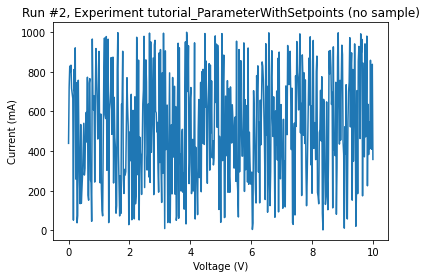 Run #2, Experiment tutorial_ParameterWithSetpoints (no sample)
1000
800
600
400
200
0
Current (mA)
0 2 4 6 8 10
Voltage (V)